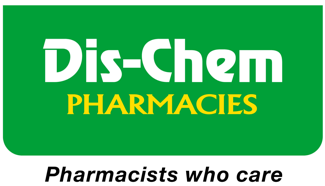 Dis-Chem
PHARMACIES
Pharmacists who care